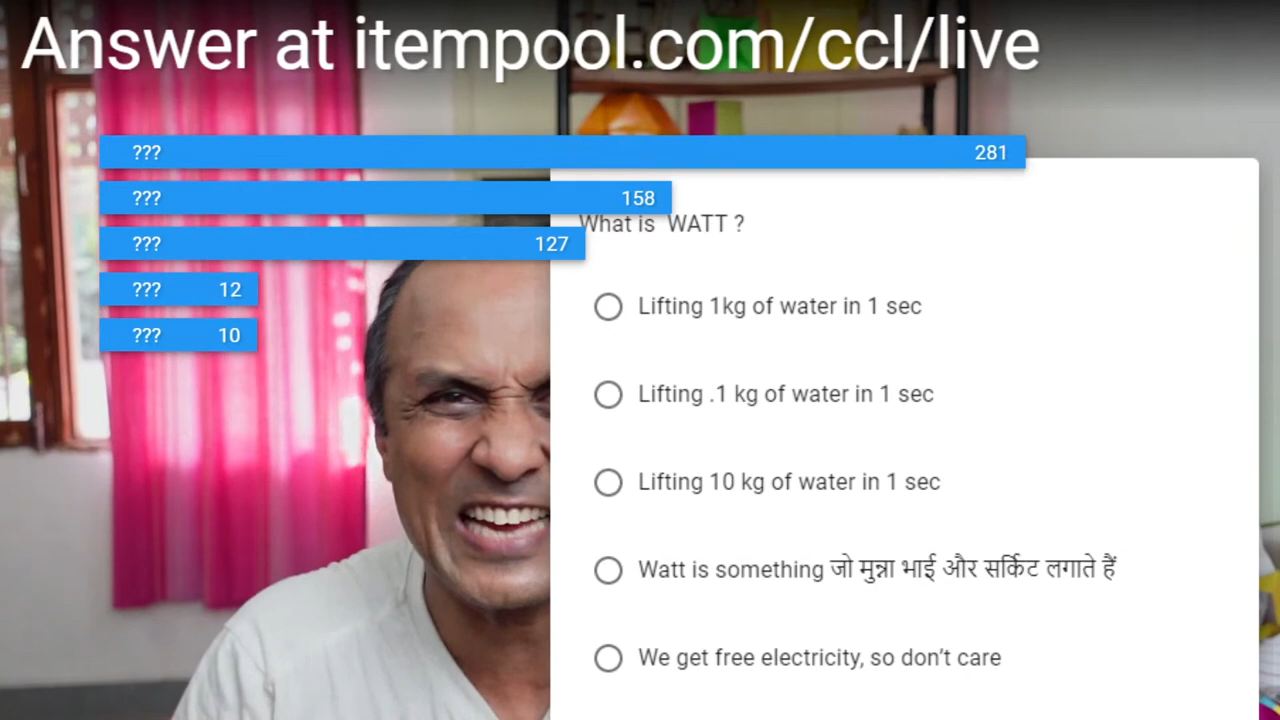 Answer at itempool.com/ccl/live
??? 281
??? 158
What is WATT ?
??? 127
??? 12
??? 10
Lifting 1kg of water in 1 sec
Lifting .1 kg of water in 1 sec
Lifting 10 kg of water in 1 sec
Watt is something जो मुन्ना भाई और सर्किट लगाते हैं
We get free electricity, so don’t care